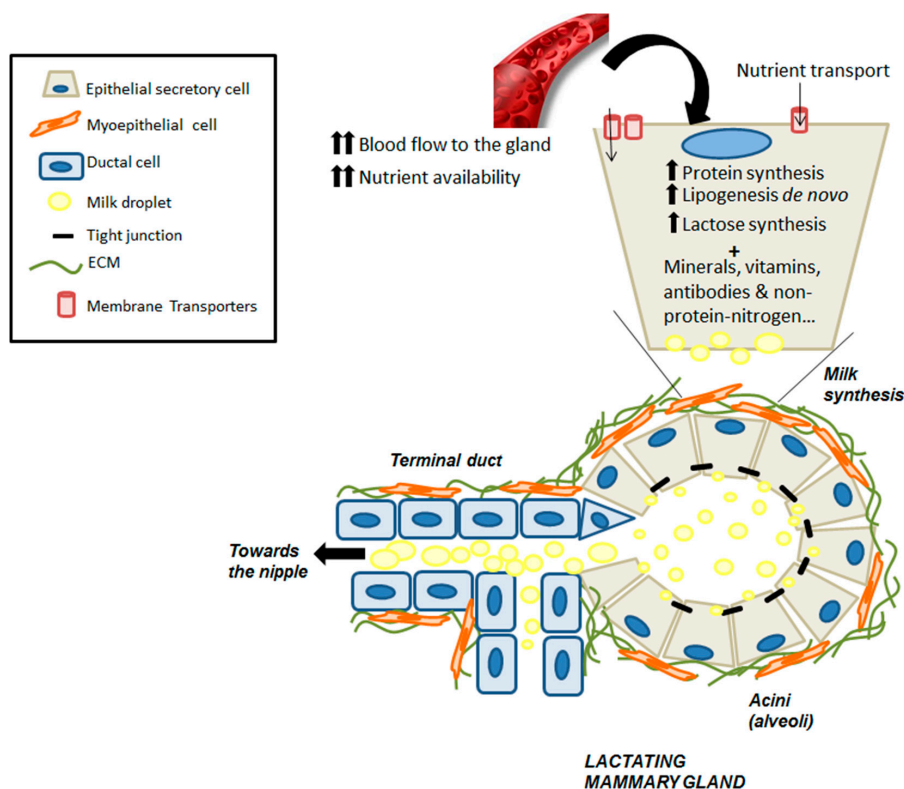 Epithelial secretory cell
Myoepithelial cell
Ductal cell
Milk droplet
Tight junction
ECM
Membrane Transporters
Blood flow to the gland
Nutrient availability
Nutrient transport
Protein synthesis
Lipogenesis de novo
Lactose synthesis
+
Minerals, vitamins,
antibodies & non-
protein-nitrogen...
Milk
synthesis
Terminal duct
Towards
the nipple
Acini
(alveoli)
LACTATING
MAMMARY GLAND